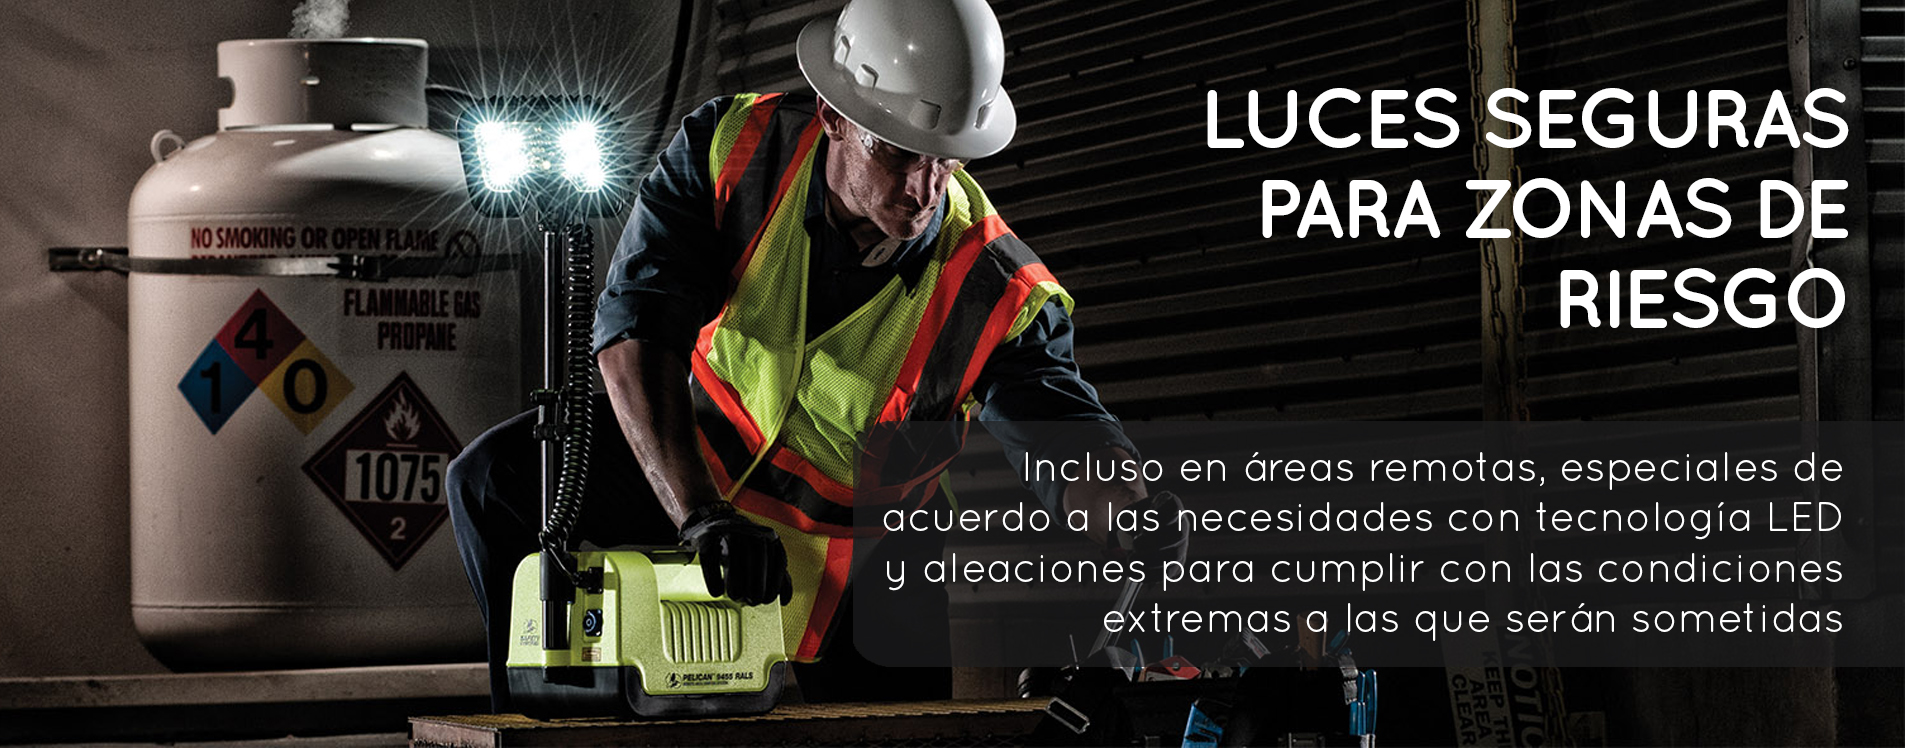 LUCES SEGURAS
PARA ZONAS DE
RIESGO
Incluso en áreas remotas, especiales de
acuerdo a las necesidades con tecnología LED
y aleaciones para cumplir con las condiciones
extremas a las que serán sometidas
NO SMOKING OR OPEN FLAME
FLAMMABLE GAS
PROPANE
4
1 0
1075
2
PELICAN 9455 RALS
NOTIC
KEEP TH
AREA
CLEAR